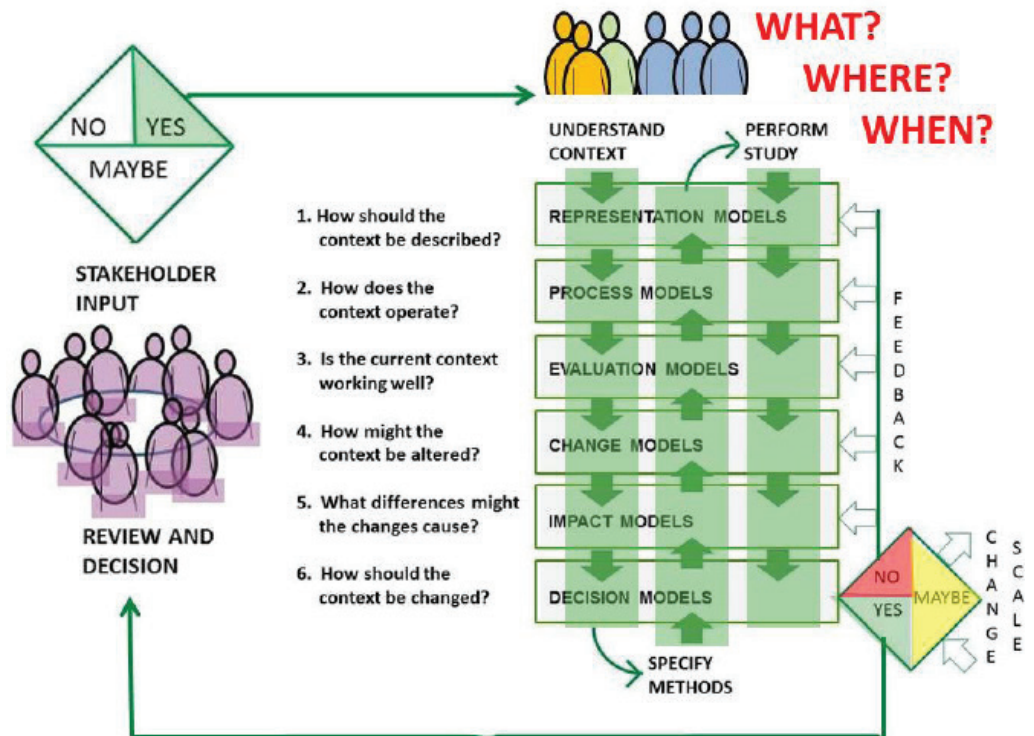 WHAT?
WHERE?
WHEN?
NO YES
MAYBE
STAKEHOLDER
INPUT
REVIEW AND
DECISION
UNDERSTAND
CONTEXT
PERFORM
STUDY
1. How should the
context be described?
2. How does the
context operate?
3. Is the current context
working well?
4. How might the
context be altered?
5. What differences might
the changes cause?
6. How should the
context be changed?
REPRESENTATION MODELS
PROCESS MODELS
EVALUATION MODELS
CHANGE MODELS
IMPACT MODELS
DECISION MODELS
SPECIFY
METHODS
FEEDBACK
NO
YES
MAYBE
CHANGE
SCALE